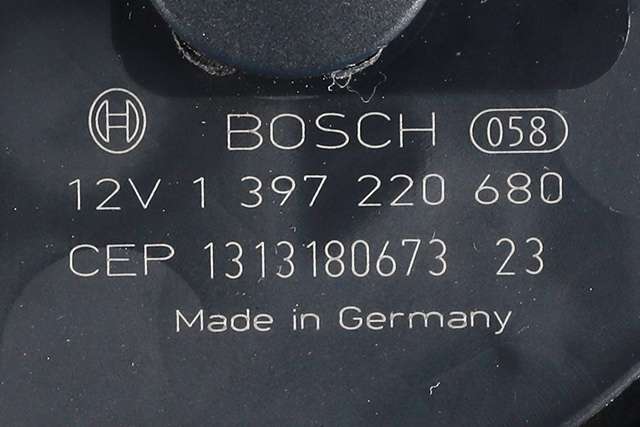 BOSCH 058
12V 1 397 220 680
CEP 1313180673 23
Made in Germany